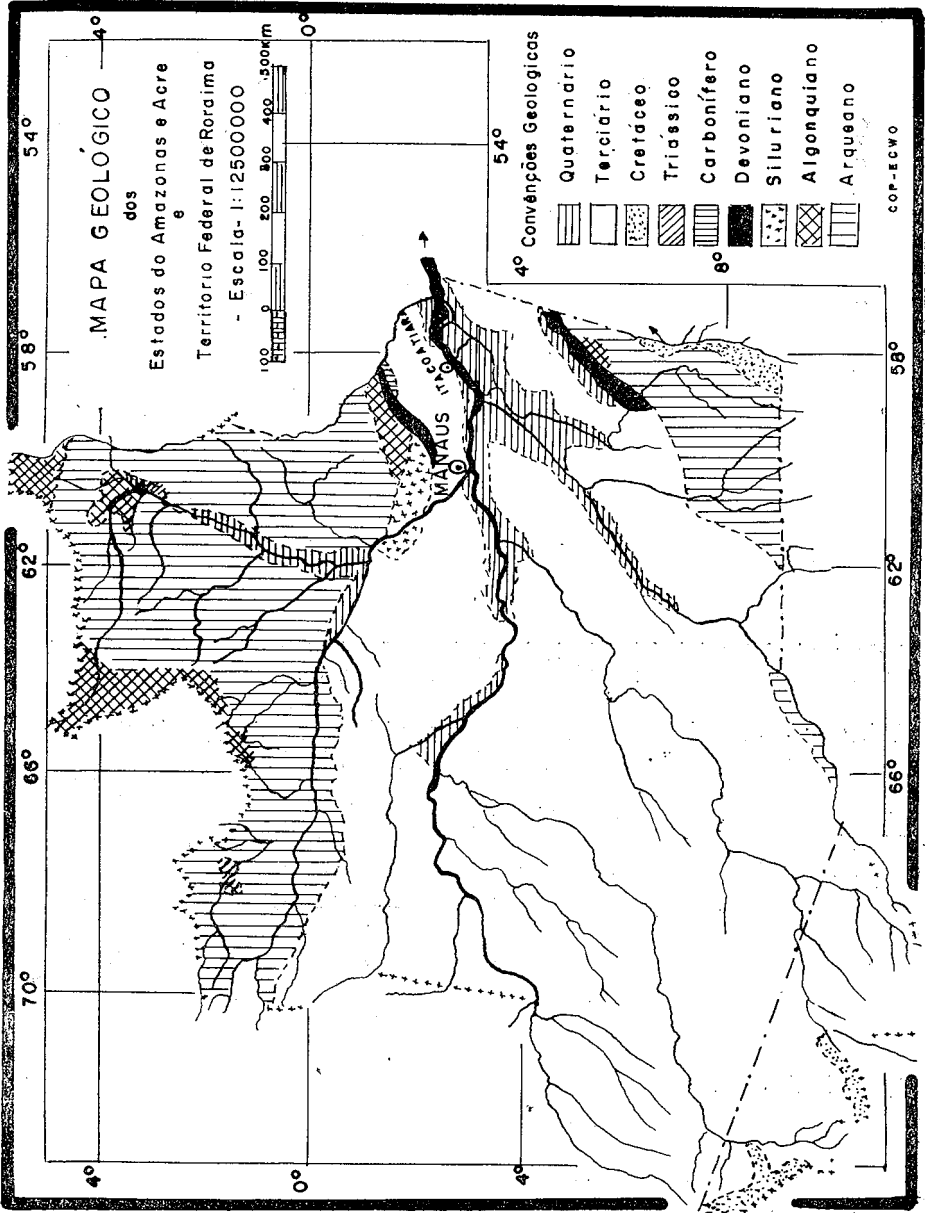 .MAPA GEOLÓGICO
dos
Estados do Amazonas e Acre
e
Territorio Federal de Roraima
- Escala- 1:12500000
100 0 100 200 300 400 500Km
70° 66° 62° 58° 54°
4° 4°
0° 0°
4° 4°
8°
54°
66° 62° 58°
MANAUS
ITACOATIARA
Convenções Geologicas
Quaternário
Terciário
Cretáceo
Triássico
Carbonífero
Devoniano
Siluriano
Algonquiano
Arqueano
COP-ECWO